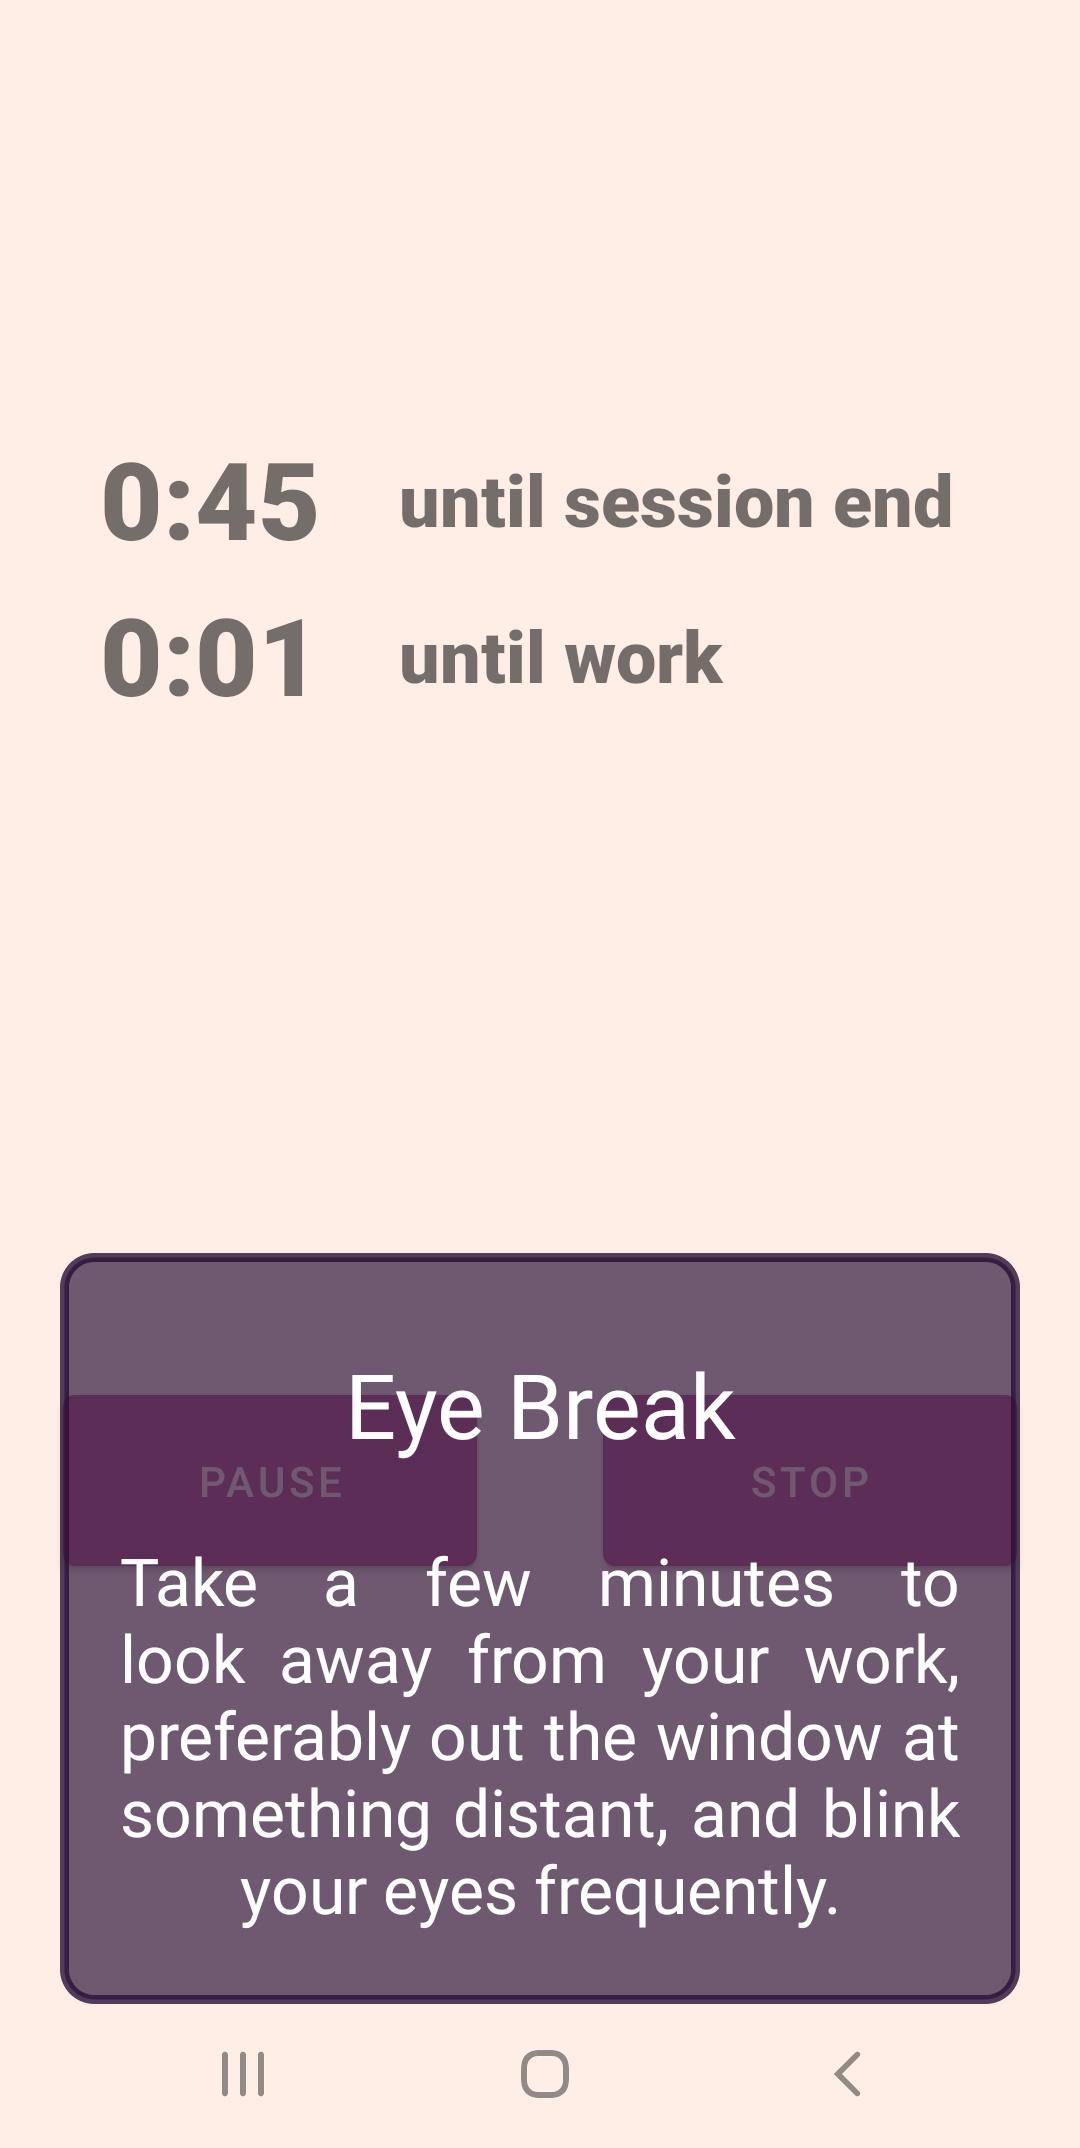 0:45 until session end
0:01 until work
Eye Break
PAUSE STOP
Take a few minutes to
look away from your work,
preferably out the window at
something distant, and blink
your eyes frequently.